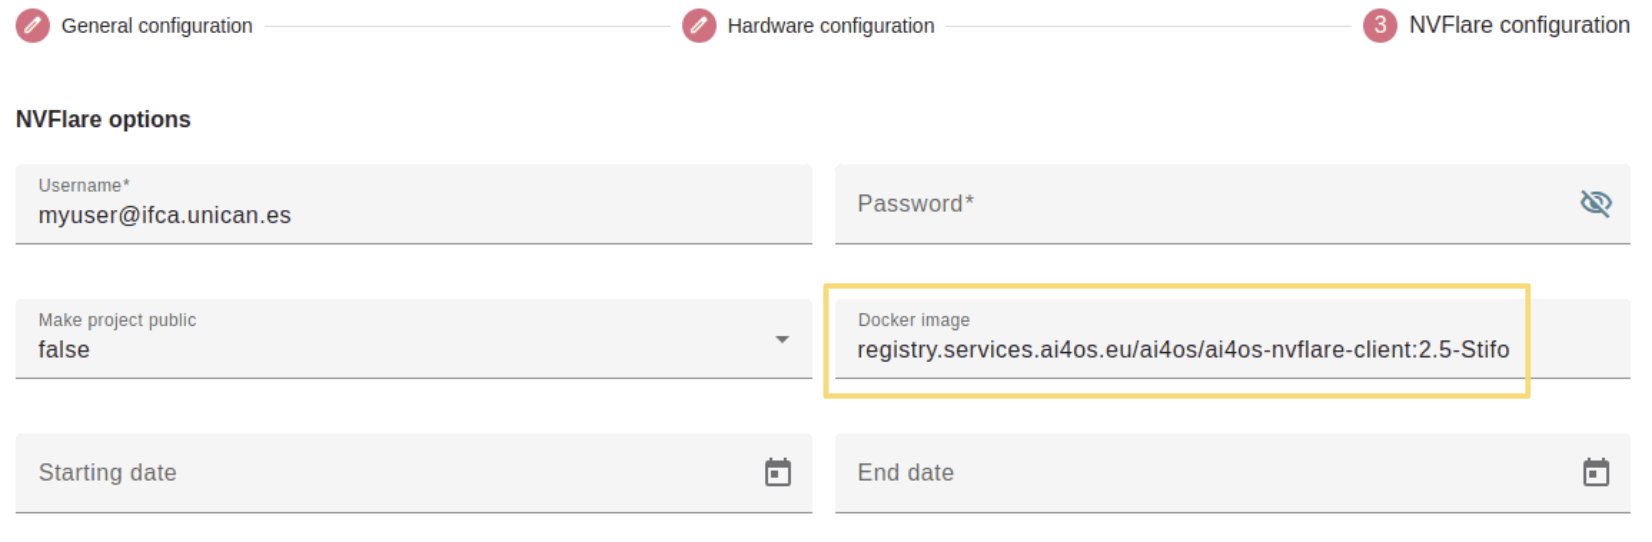 General configuration
Hardware configuration
3 NVFlare configuration
NVFlare options
Username*
myuser@ifca.unican.es
Password*
Make project public
false
Docker image
registry.services.ai4os.eu/ai4os/ai4os-nvflare-client:2.5-Stifo
Starting date
End date